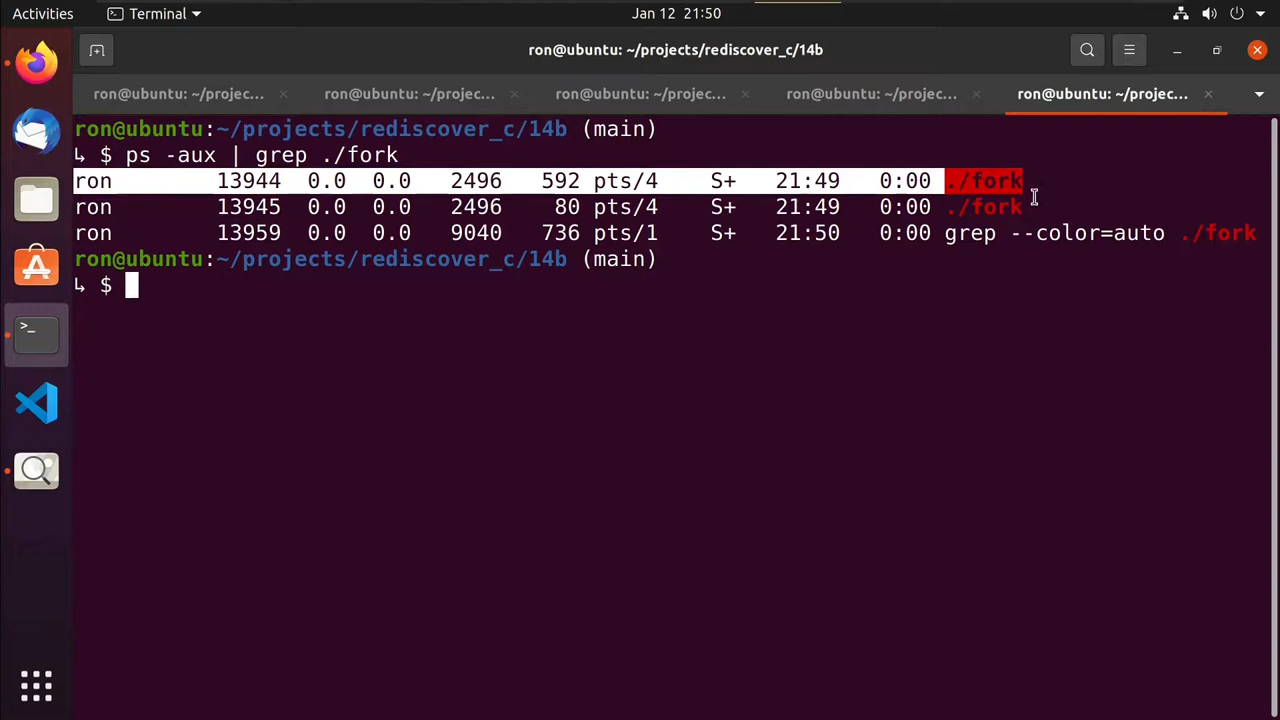 Activities Terminal Jan 12 21:50
ron@ubuntu: ~/projects/rediscover_c/14b
ron@ubuntu: ~/projec... ron@ubuntu: ~/projec... ron@ubuntu: ~/projec... ron@ubuntu: ~/projec... ron@ubuntu: ~/projec...
ron@ubuntu:~/projects/rediscover_c/14b (main)
↳ $ ps -aux | grep ./fork
ron 13944 0.0 0.0 2496 592 pts/4 S+ 21:49 0:00 ./fork
ron 13945 0.0 0.0 2496 80 pts/4 S+ 21:49 0:00 ./fork
ron 13959 0.0 0.0 9040 736 pts/1 S+ 21:50 0:00 grep --color=auto ./fork
ron@ubuntu:~/projects/rediscover_c/14b (main)
↳ $